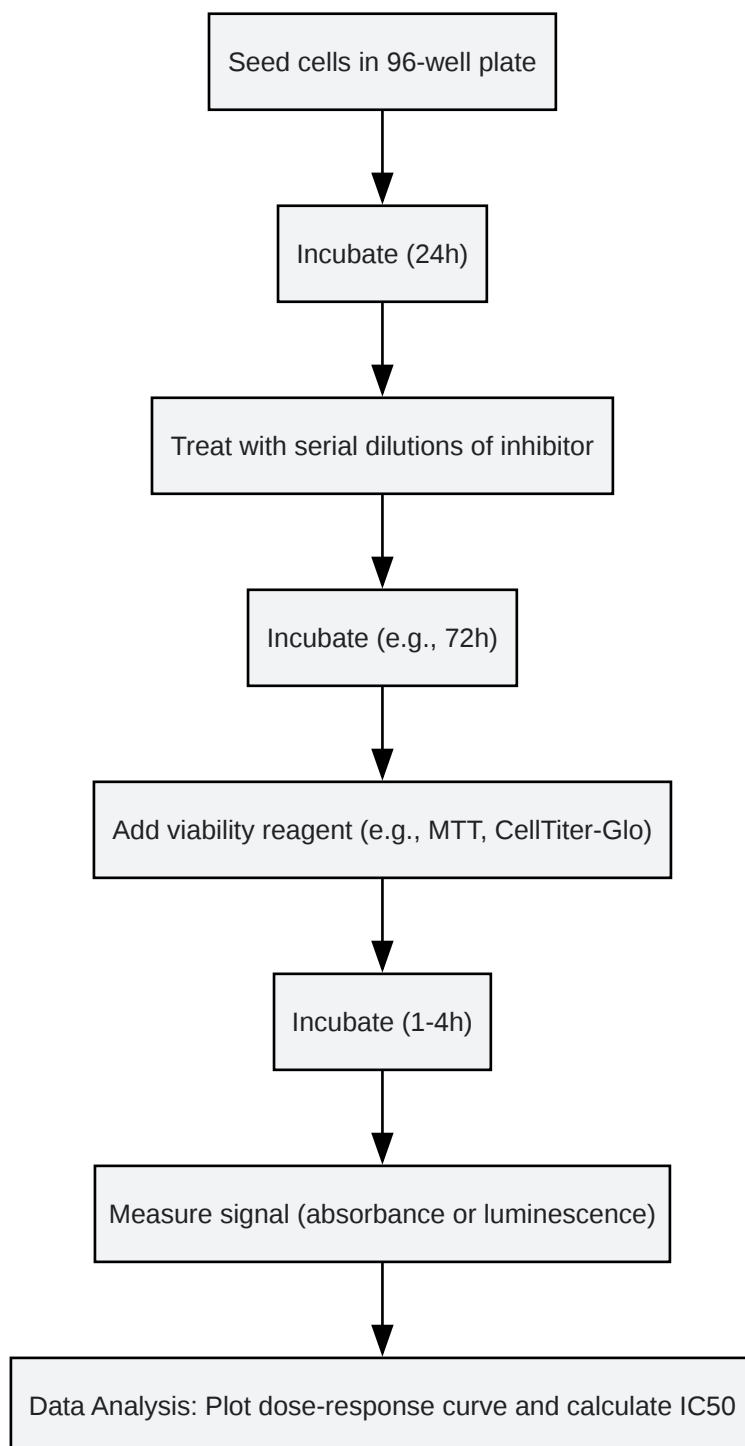 Seed cells in 96-well plate
Incubate (24h)
Treat with serial dilutions of inhibitor
Incubate (e.g., 72h)
Add viability reagent (e.g., MTT, CellTiter-Glo)
Incubate (1-4h)
Measure signal (absorbance or luminescence)
Data Analysis: Plot dose-response curve and calculate IC50